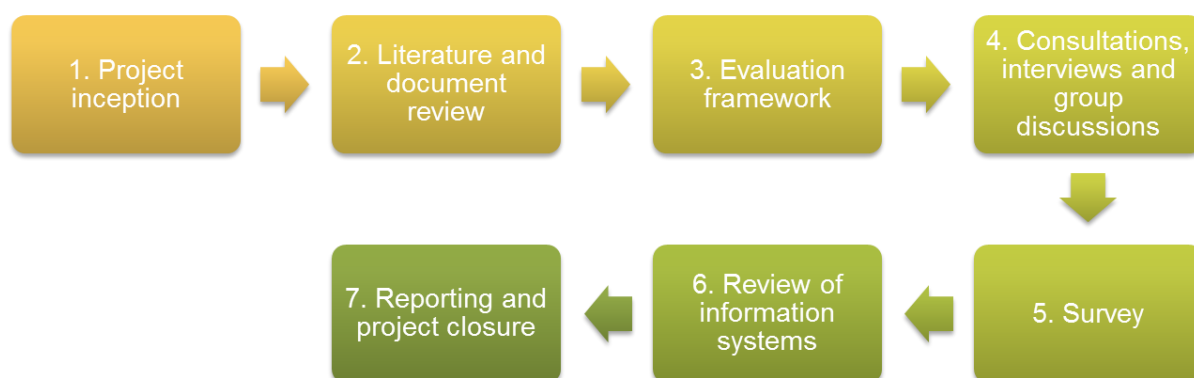 1. Project
inception
2. Literature and
document
review
3. Evaluation
framework
4. Consultations,
interviews and
group
discussions
5. Survey
6. Review of
information
systems
7. Reporting and
project closure